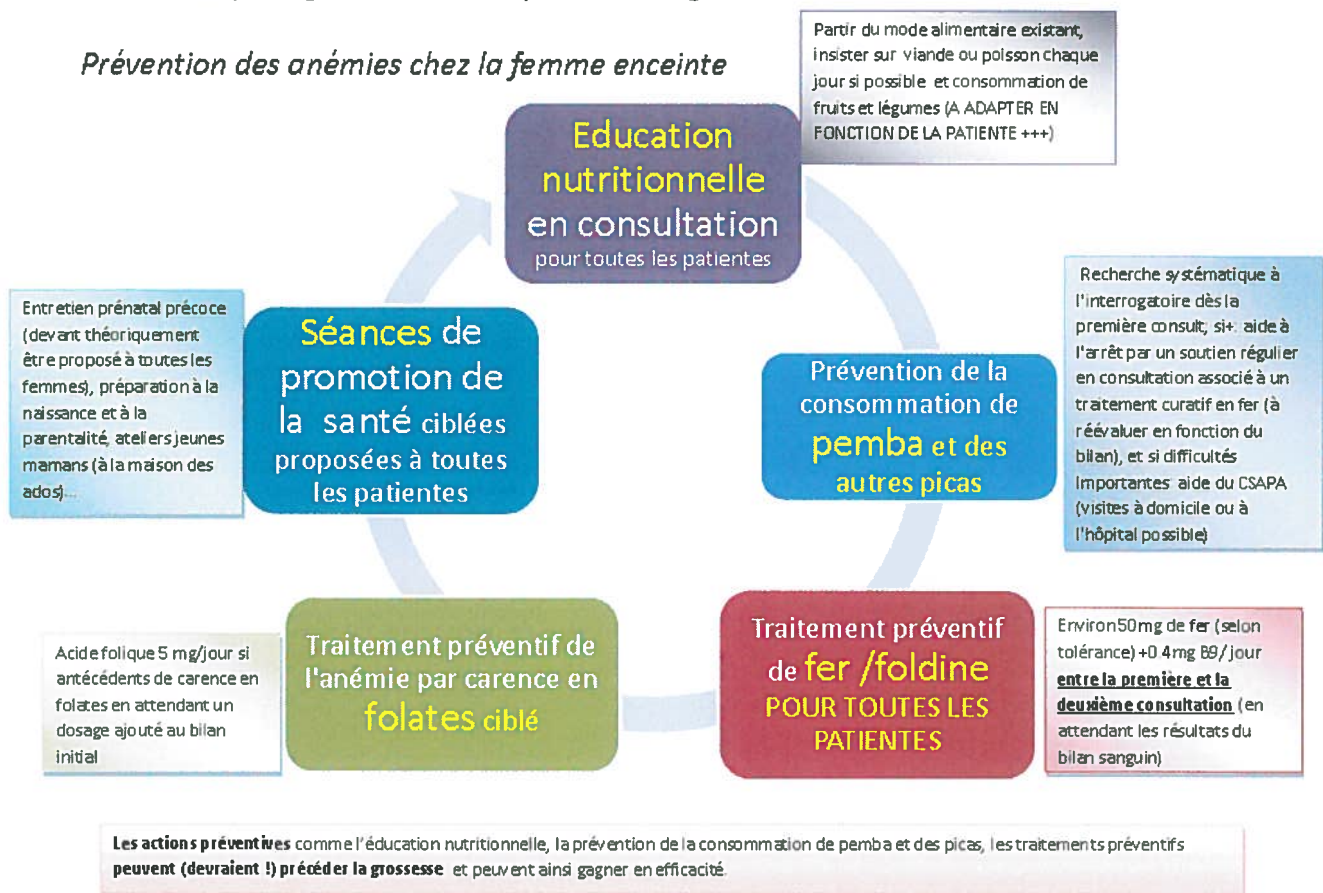 Prévention des anémies chez la femme enceinte
Partir du mode alimentaire existant,
insister sur viande ou poisson chaque
jour si possible et consommation de
fruits et légumes (A ADAPTER EN
FONCTION DE LA PATIENTE +++)
Education
nutritionnelle
en consultation
pour toutes les patientes
Recherche systématique à
l'interrogatoire dès la
première consult; si+: aide à
l'arrêt par un soutien régulier
en consultation associé à un
traitement curatif en fer (à
réévaluer en fonction du
bilan), et si difficultés
importantes: aide du CSAPA
(visites à domicile ou à
l'hôpital possible)
Prévention de la
consommation de
pemba et des
autres picas
Environ 50mg de fer (selon
tolérance) +0.4mg B9/jour
entre la première et la
deuxième consultation (en
attendant les résultats du
bilan sanguin)
Traitement préventif
de fer /foldine
POUR TOUTES LES
PATIENTES
Traitement préventif de
l'anémie par carence en
folates ciblé
Acide folique 5 mg/jour si
antécédents de carence en
folates en attendant un
dosage ajouté au bilan
initial
Séances de
promotion de
la santé ciblées
proposées à toutes
les patientes
Entretien prénatal précoce
(devant théoriquement
être proposé à toutes les
femmes), préparation à la
naissance et à la
parentalité, ateliers jeunes
mamans (à la maison des
ados)...
Les actions préventives comme l'éducation nutritionnelle, la prévention de la consommation de pemba et des picas, les traitements préventifs
peuvent (devraient !) précéder la grossesse et peuvent ainsi gagner en efficacité.